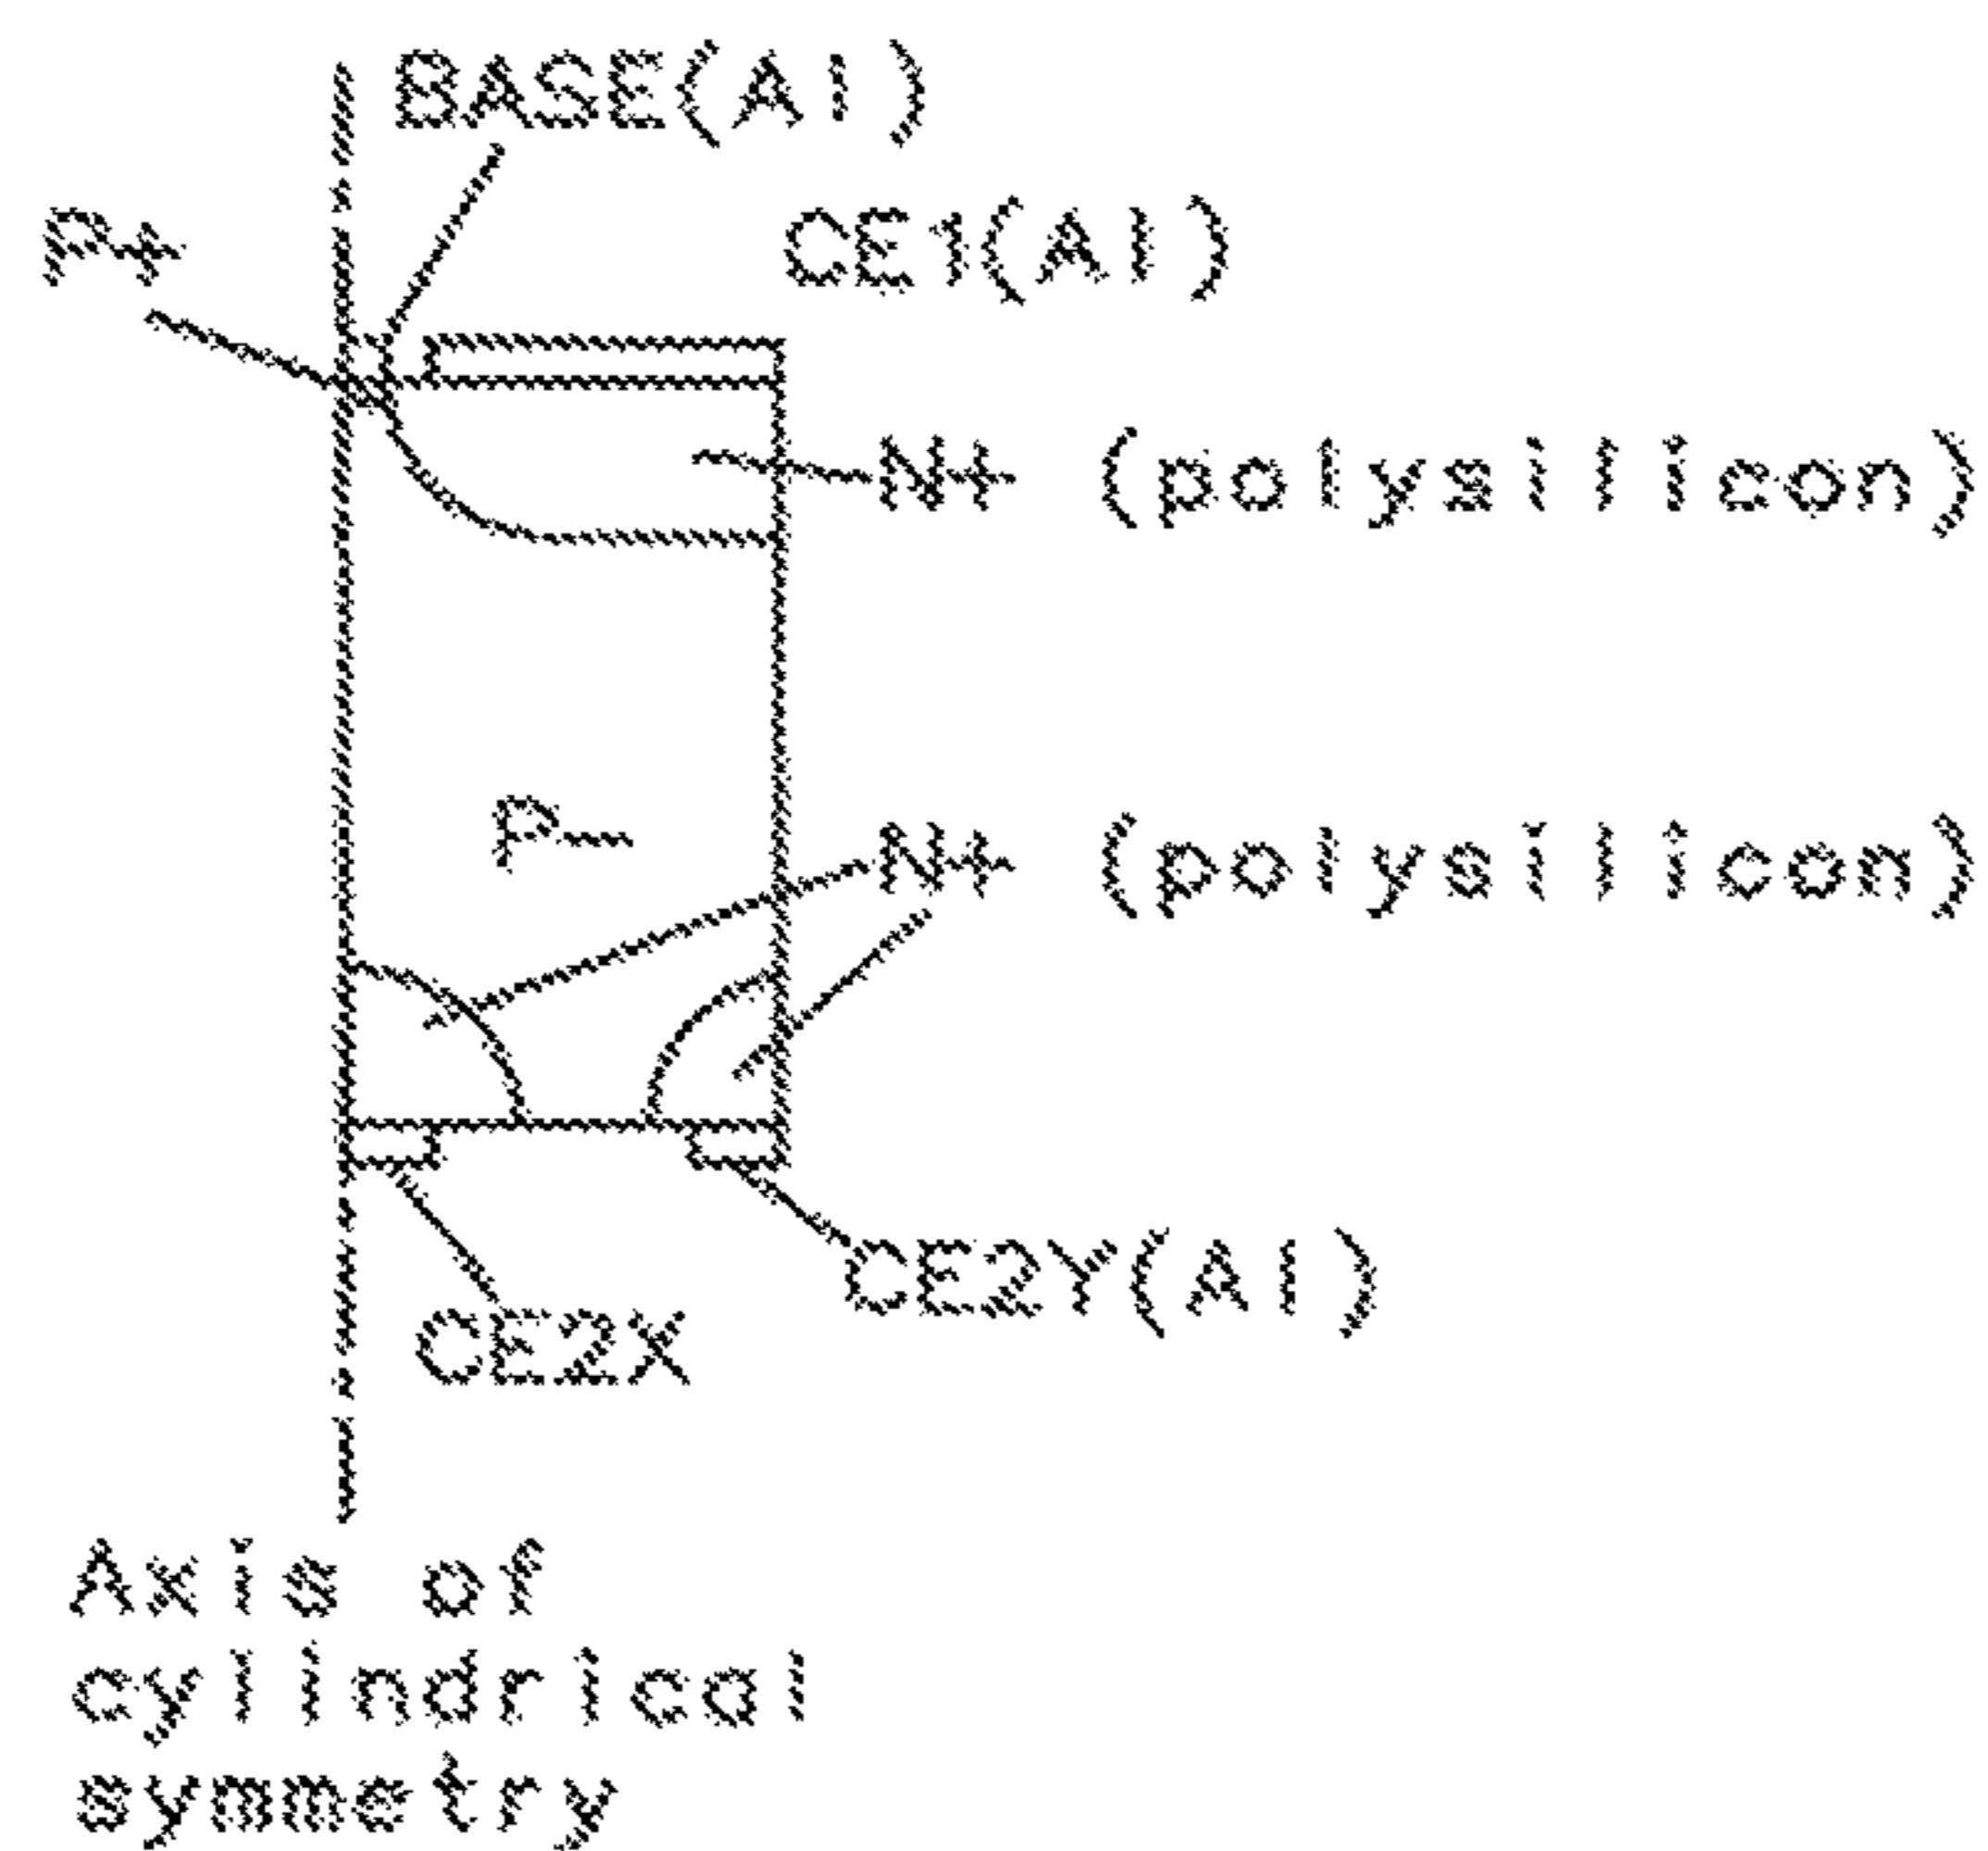 BASE(Al)
P+
CE1(Al)
N+ (polysilicon)
P-
N+ (polysilicon)
CE2Y(Al)
CE2X
Axis of
cylindrical
symmetry